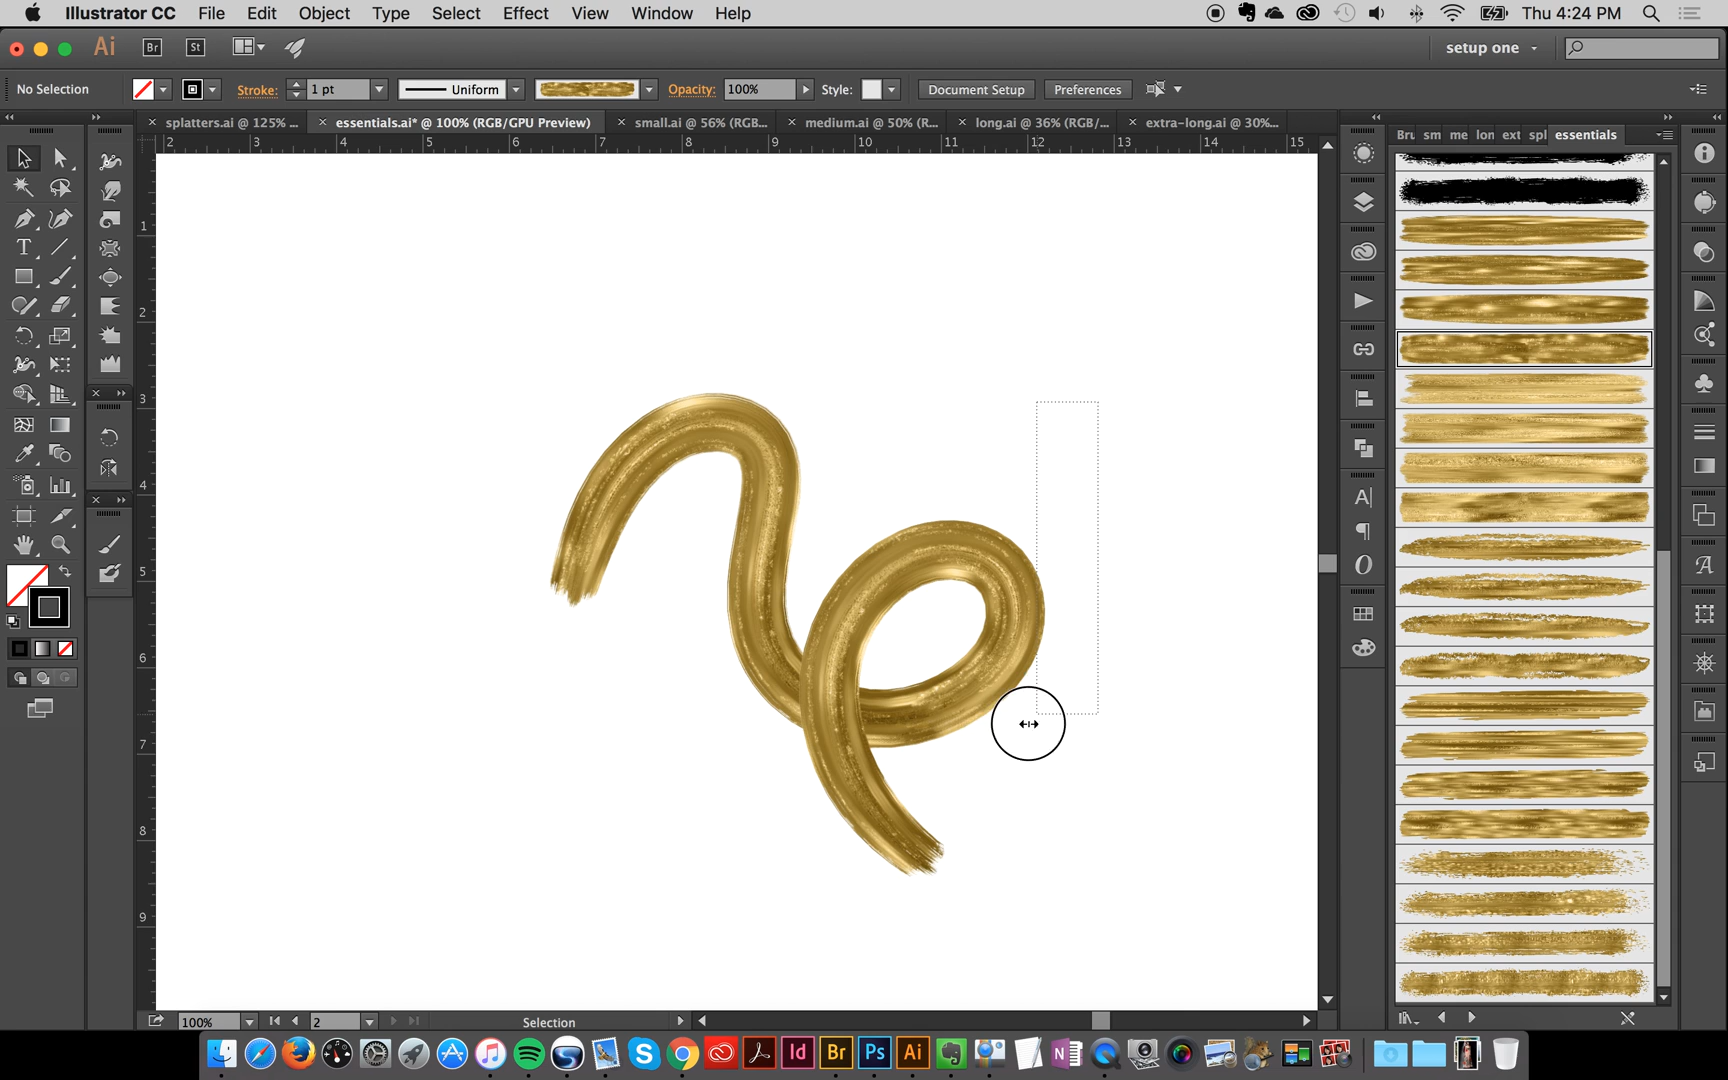 Illustrator CC File Edit Object Type Select Effect View Window Help Thu 4:24 PM
Ai Br St setup one
No Selection Stroke: 1 pt Uniform Opacity: 100% Style: Document Setup Preferences
× splatters.ai @ 125% ... × essentials.ai* @ 100% (RGB/GPU Preview) × small.ai @ 56% (RGB... × medium.ai @ 50% (R... × long.ai @ 36% (RGB/... × extra-long.ai @ 30%...
Bru sm me lon ext spl essentials
2 3 4 5 6 7 8 9 10 11 12 13 14 15
1
2
3
4
5
6
7
8
9
100% 2 Selection
Id Br Ps Ai